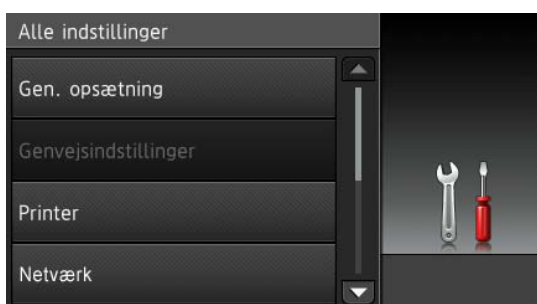 Alle indstillinger
Gen. opsætning
Genvejsindstillinger
Printer
Netværk